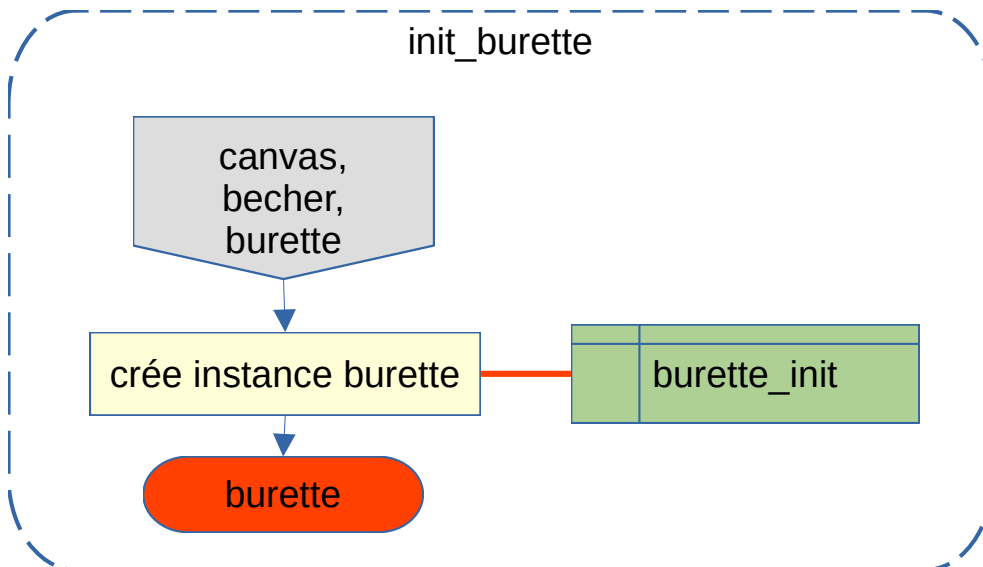 init_burette
canvas,
becher,
burette
crée instance burette
burette_init
burette